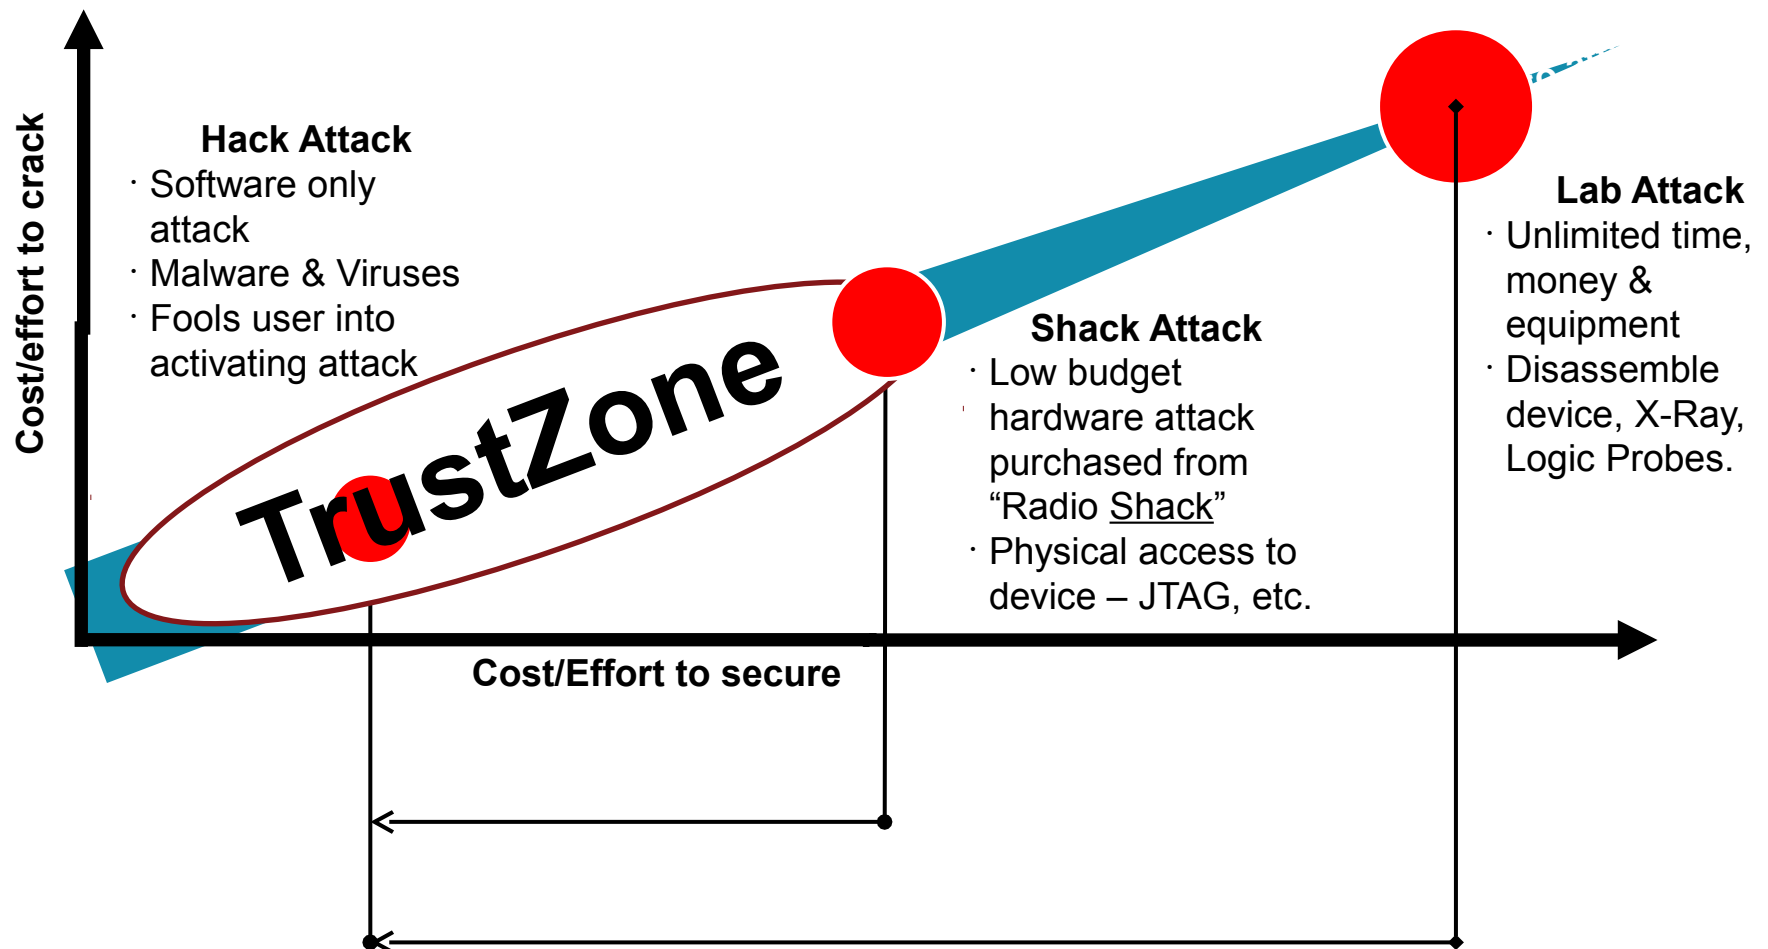 Cost/effort to crack
Hack Attack
· Software only
attack
· Malware & Viruses
· Fools user into
activating attack
TrustZone
Lab Attack
· Unlimited time,
money &
equipment
· Disassemble
device, X-Ray,
Logic Probes.
Shack Attack
· Low budget
hardware attack
purchased from
“Radio Shack”
· Physical access to
device – JTAG, etc.
Cost/Effort to secure